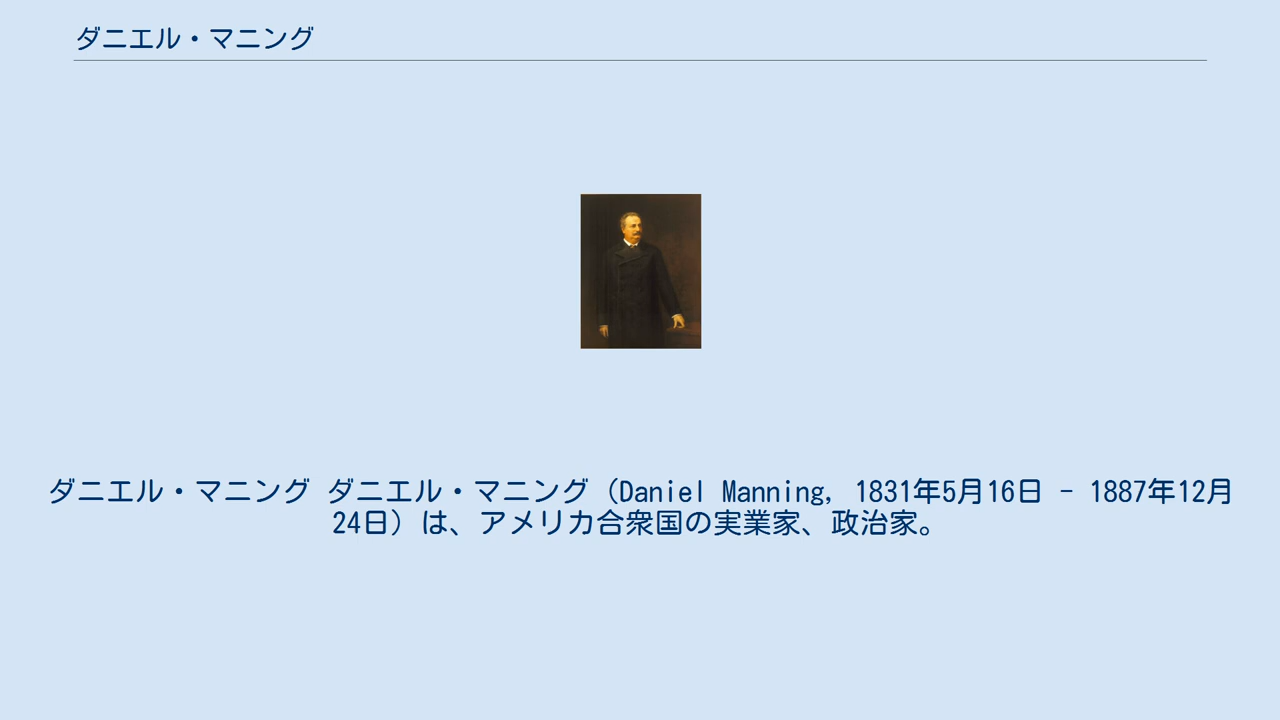 ダニエル・マニング
ダニエル・マニング ダニエル・マニング（Daniel Manning, 1831年5月16日 - 1887年12月
24日）は、アメリカ合衆国の実業家、政治家。